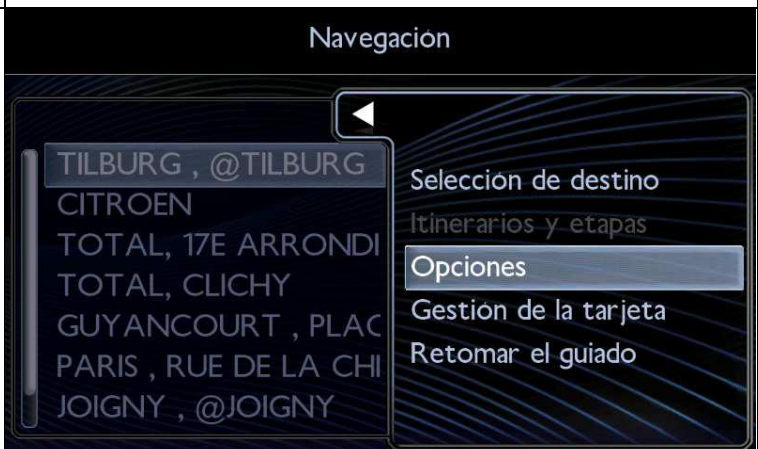 Navegación
TILBURG , @TILBURG
CITROEN
TOTAL, 17E ARRONDI
TOTAL, CLICHY
GUYANCOURT , PLAC
PARIS , RUE DE LA CHI
JOIGNY , @JOIGNY
Selección de destino
Itinerarios y etapas
Opciones
Gestión de la tarjeta
Retomar el guiado